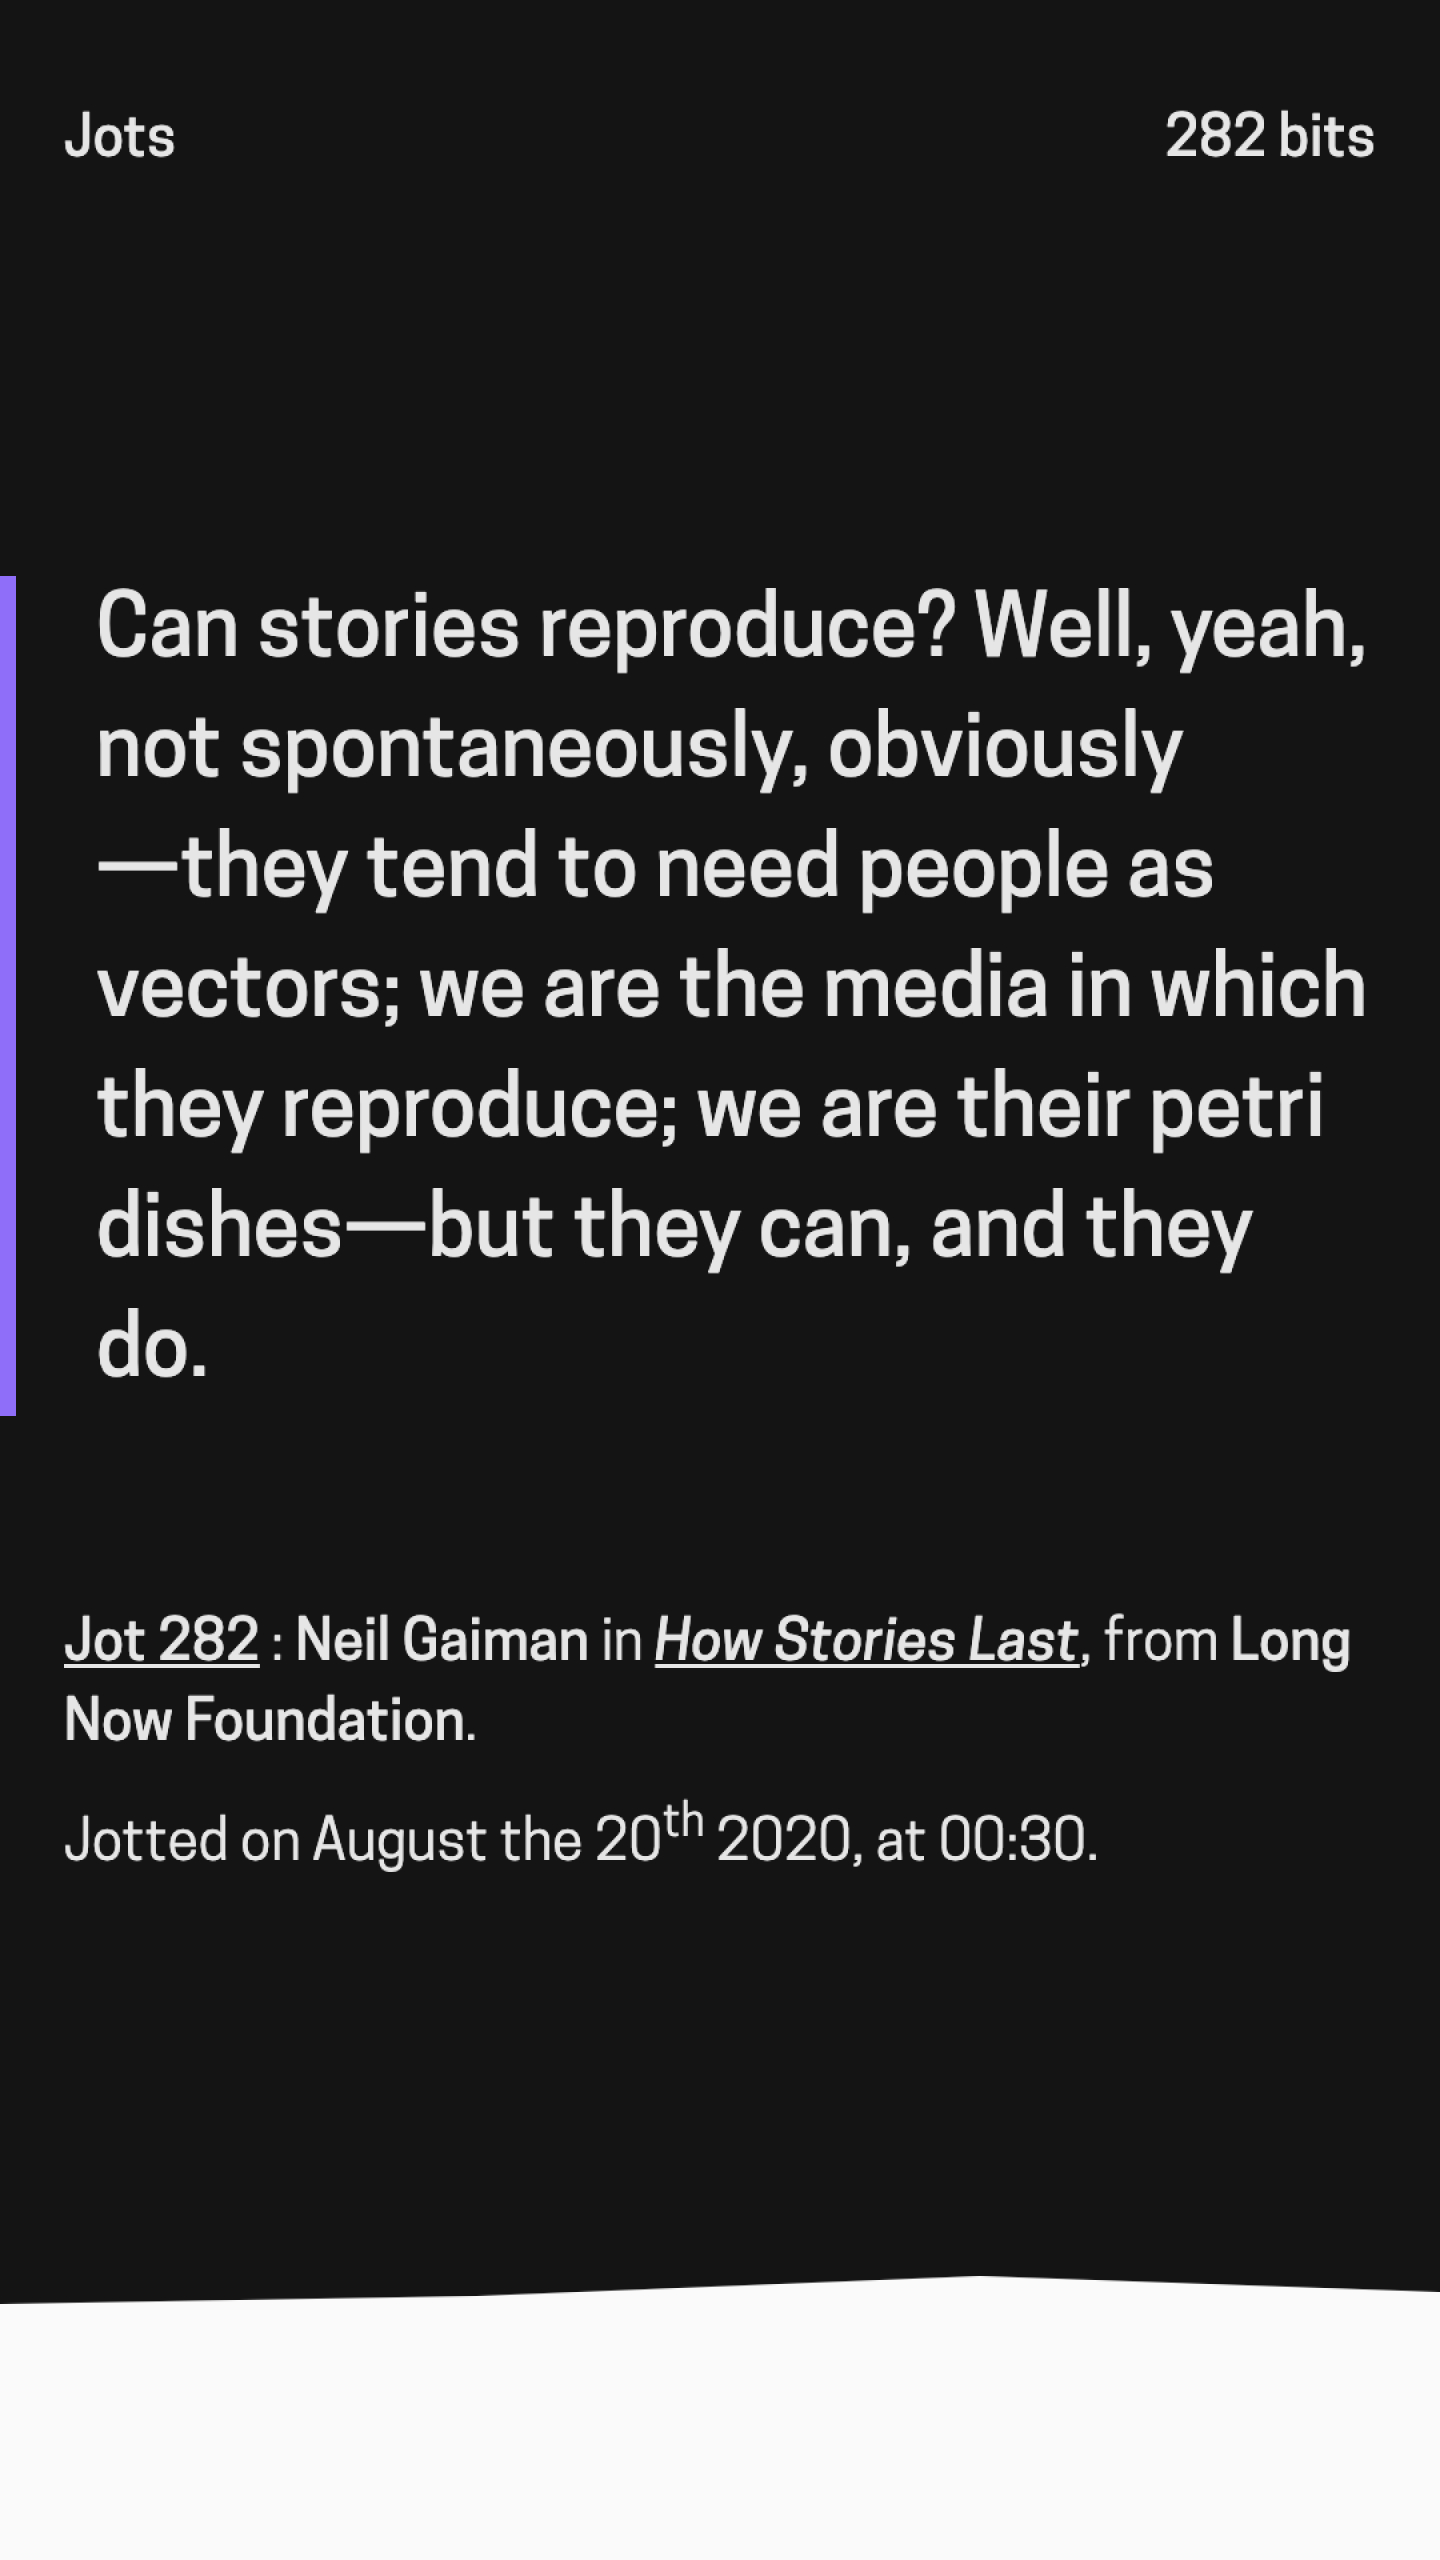 Jots
282 bits
Can stories reproduce? Well, yeah,
not spontaneously, obviously
—they tend to need people as
vectors; we are the media in which
they reproduce; we are their petri
dishes—but they can, and they
do.
Jot 282 : Neil Gaiman in How Stories Last, from Long
Now Foundation.
Jotted on August the 20th 2020, at 00:30.